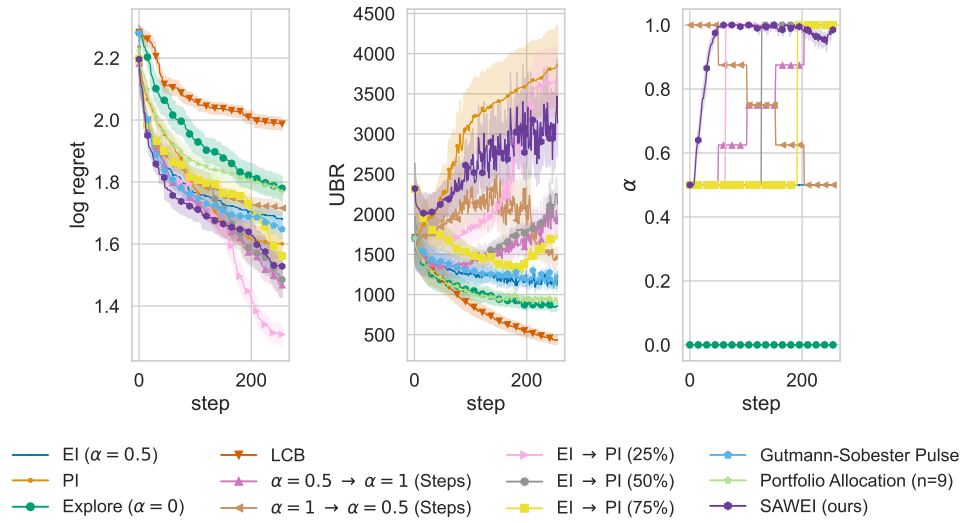 log regret
2.2
2.0
1.8
1.6
1.4
0
200
step
UBR
4500
4000
3500
3000
2500
2000
1500
1000
500
0
200
step
α
1.0
0.8
0.6
0.4
0.2
0.0
0
200
step
EI (α = 0.5)
PI
Explore (α = 0)
LCB
α = 0.5 → α = 1 (Steps)
α = 1 → α = 0.5 (Steps)
EI → PI (25%)
EI → PI (50%)
EI → PI (75%)
Gutmann-Sobester Pulse
Portfolio Allocation (n=9)
SAWEI (ours)